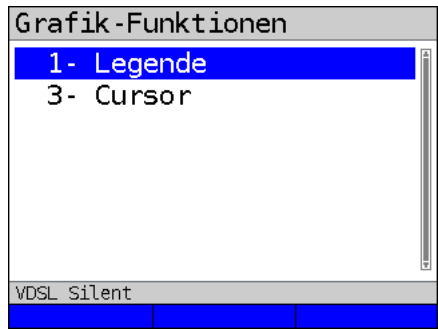 Grafik-Funktionen
1- Legende
3- Cursor
VDSL Silent